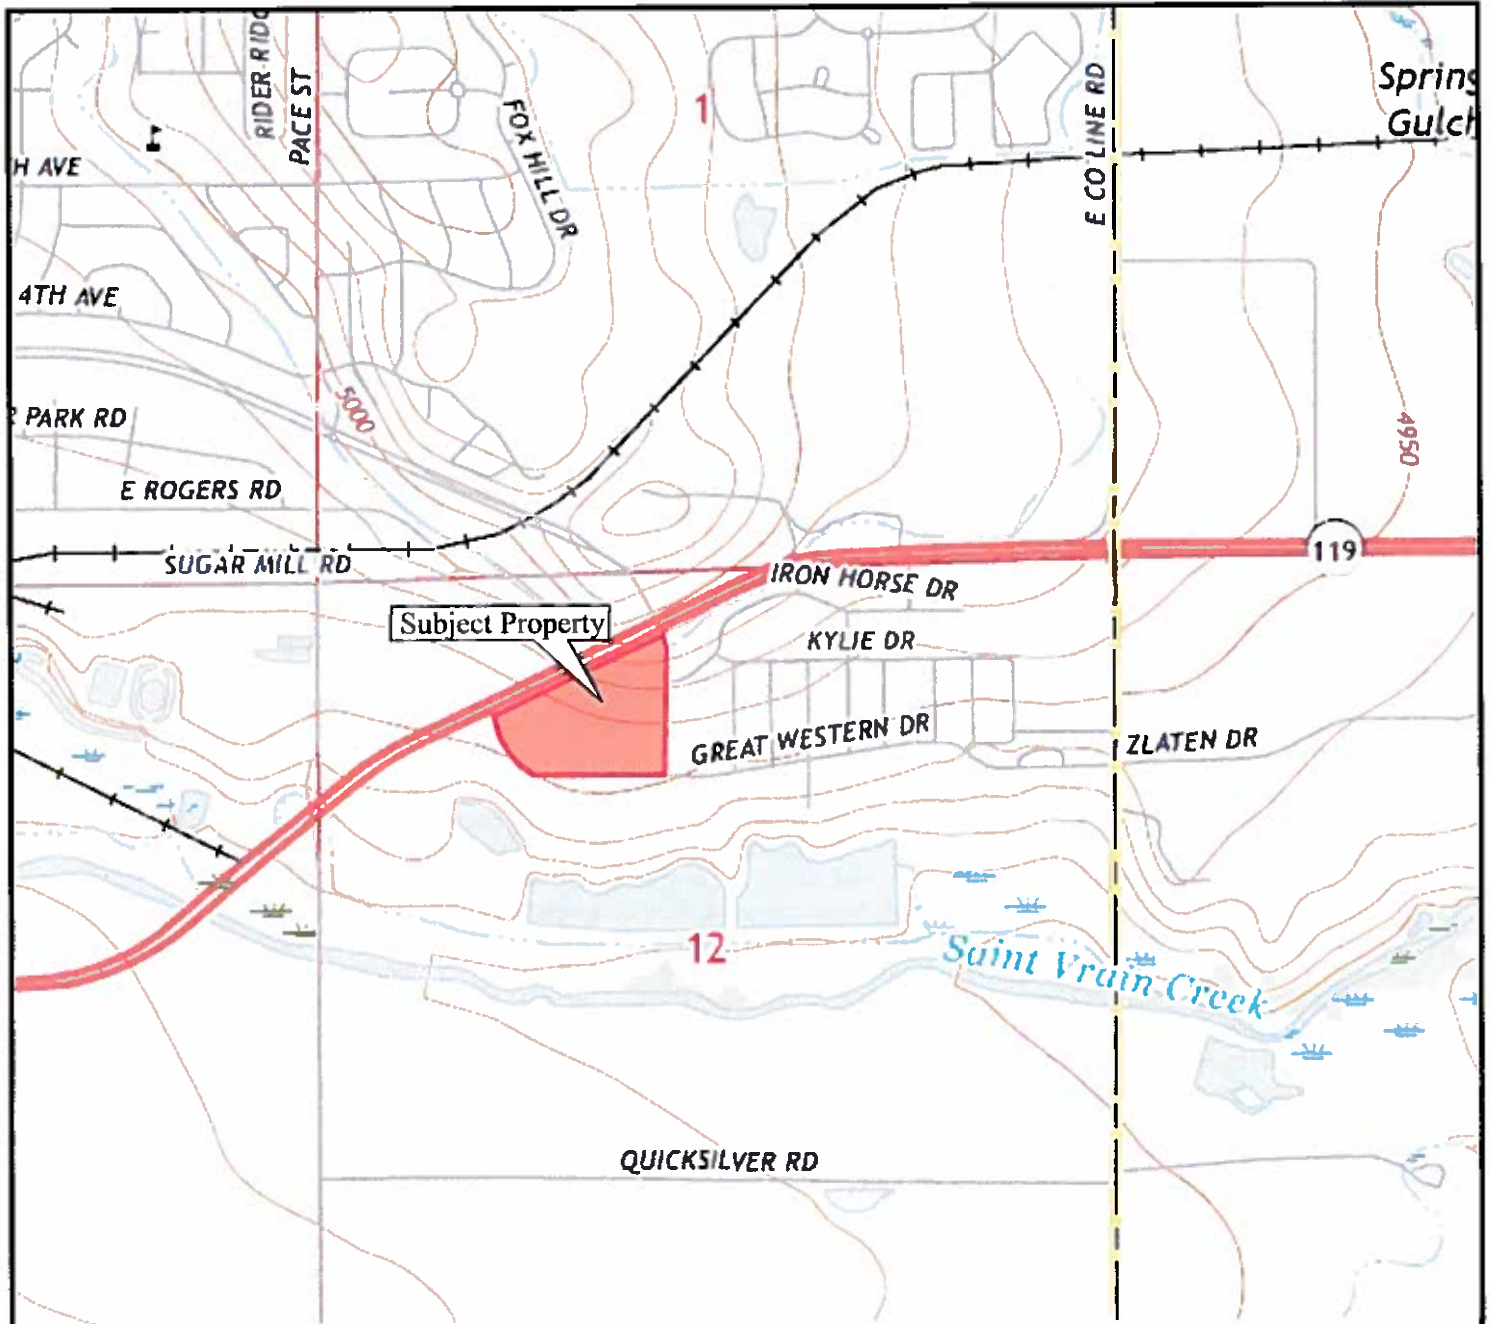 RIDER RIDG
PACE ST
FOX HILL DR
1
E CO LINE RD
Spring
Gulch
H AVE
4TH AVE
5000
PARK RD
4950
E ROGERS RD
SUGAR MILL RD
119
IRON HORSE DR
Subject Property
KYLIE DR
GREAT WESTERN DR
ZLATEN DR
12
Saint Vrain Creek
QUICKSILVER RD